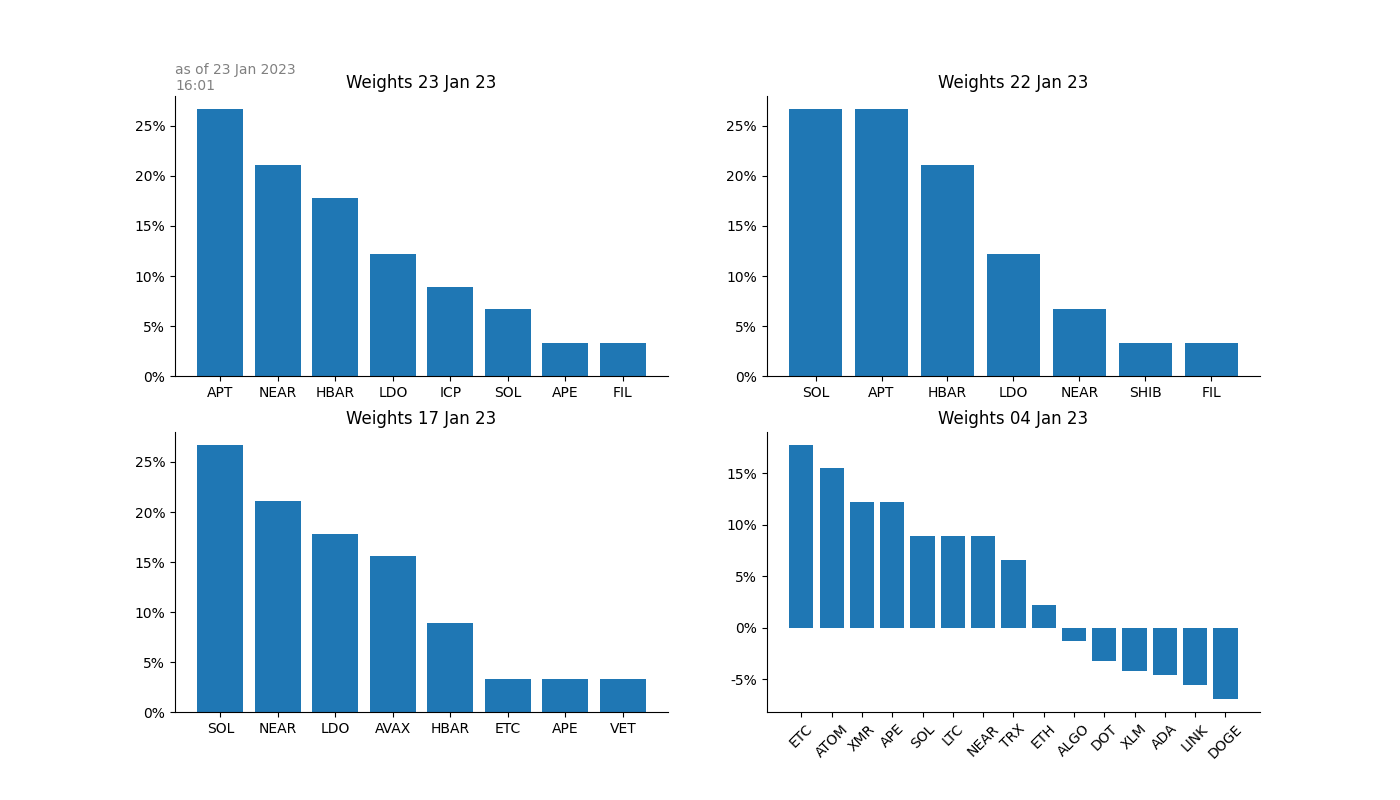 as of 23 Jan 2023
16:01
Weights 23 Jan 23
25%
20%
15%
10%
5%
0%
APT NEAR HBAR LDO ICP SOL APE FIL
Weights 22 Jan 23
25%
20%
15%
10%
5%
0%
SOL APT HBAR LDO NEAR SHIB FIL
Weights 17 Jan 23
25%
20%
15%
10%
5%
0%
SOL NEAR LDO AVAX HBAR ETC APE VET
Weights 04 Jan 23
15%
10%
5%
0%
-5%
ETC ATOM XMR APE SOL LTC NEAR TRX ETH ALGO DOT XLM ADA LINK DOGE